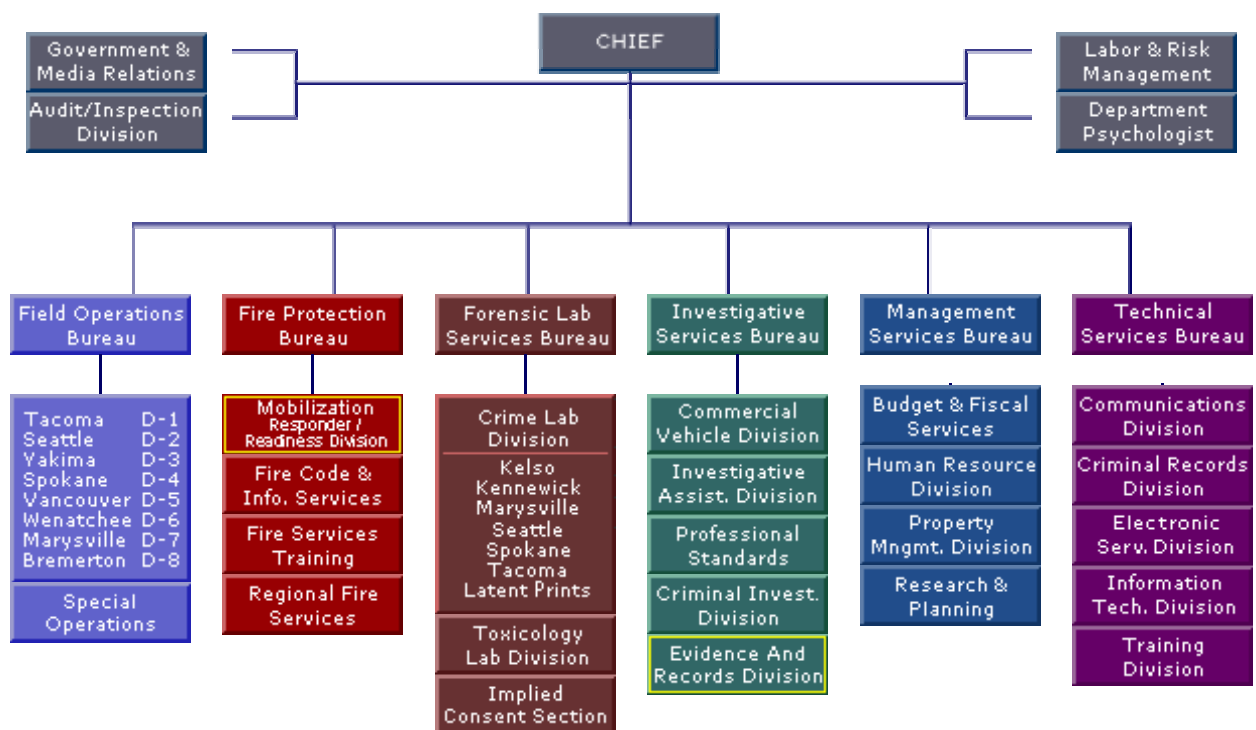 CHIEF
Government &
Media Relations
Audit/Inspection
Division
Labor & Risk
Management
Department
Psychologist
Field Operations
Bureau
Tacoma D-1
Seattle D-2
Yakima D-3
Spokane D-4
Vancouver D-5
Wenatchee D-6
Marysville D-7
Bremerton D-8
Special
Operations
Fire Protection
Bureau
Mobilization
Responder /
Readiness Division
Fire Code &
Info. Services
Fire Services
Training
Regional Fire
Services
Forensic Lab
Services Bureau
Crime Lab
Division
Kelso
Kennewick
Marysville
Seattle
Spokane
Tacoma
Latent Prints
Toxicology
Lab Division
Implied
Consent Section
Investigative
Services Bureau
Commercial
Vehicle Division
Investigative
Assist. Division
Professional
Standards
Criminal Invest.
Division
Evidence And
Records Division
Management
Services Bureau
Budget & Fiscal
Services
Human Resource
Division
Property
Mngmt. Division
Research &
Planning
Technical
Services Bureau
Communications
Division
Criminal Records
Division
Electronic
Serv. Division
Information
Tech. Division
Training
Division